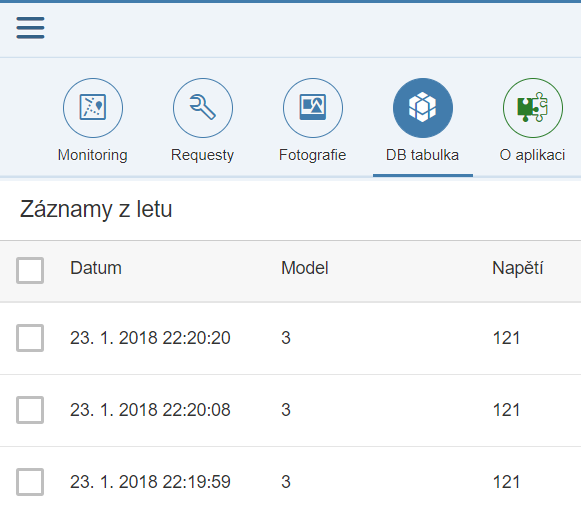 Monitoring Requesty Fotografie DB tabulka O aplikaci
Záznamy z letu
Datum Model Napětí
23. 1. 2018 22:20:20 3 121
23. 1. 2018 22:20:08 3 121
23. 1. 2018 22:19:59 3 121